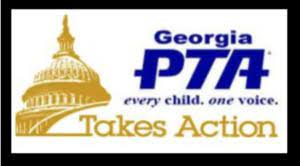 Georgia
PTA®
every child. one voice.
Takes Action